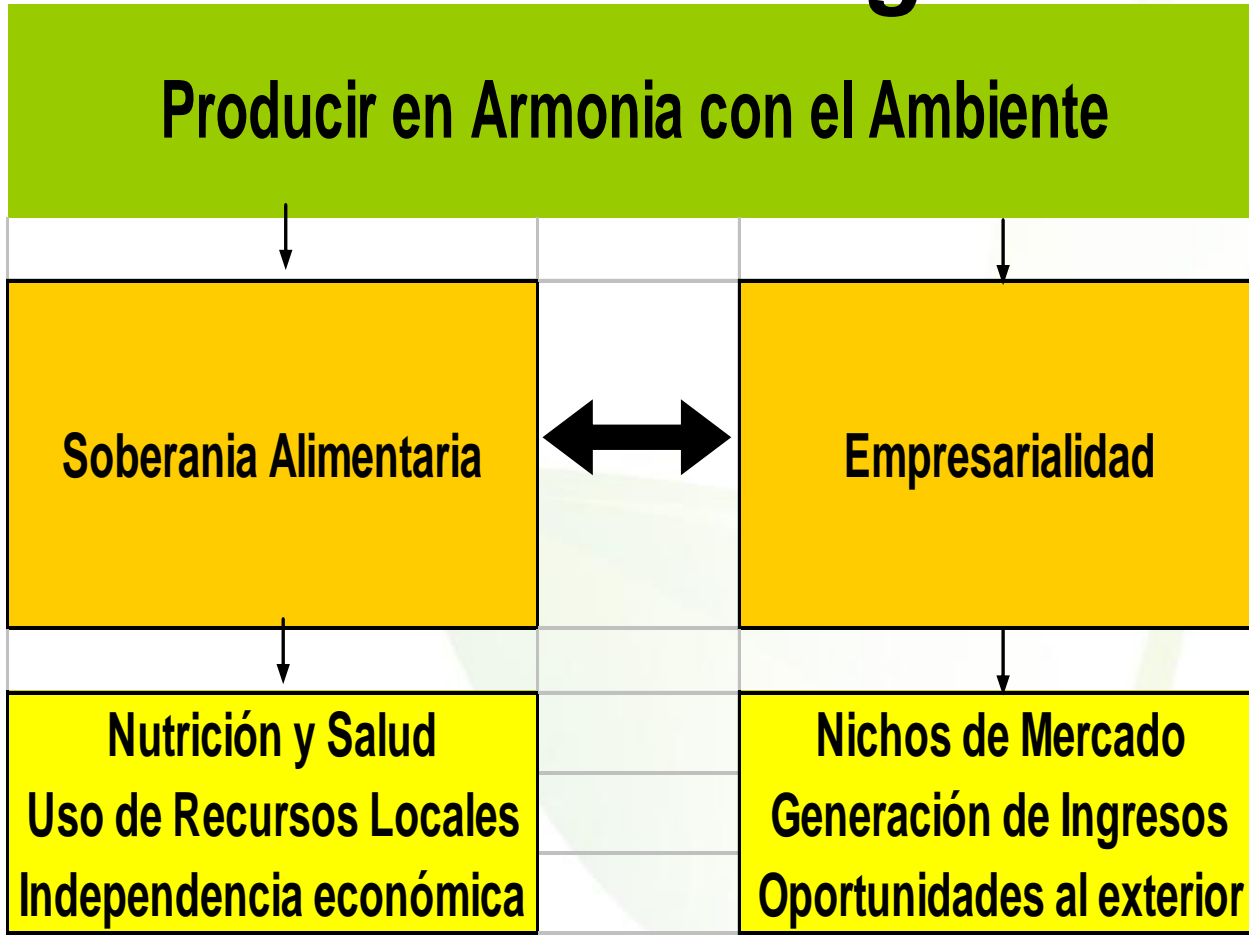 Producir en Armonia con el Ambiente
Soberania Alimentaria
Empresarialidad
Nutrición y Salud
Uso de Recursos Locales
Independencia económica
Nichos de Mercado
Generación de Ingresos
Oportunidades al exterior